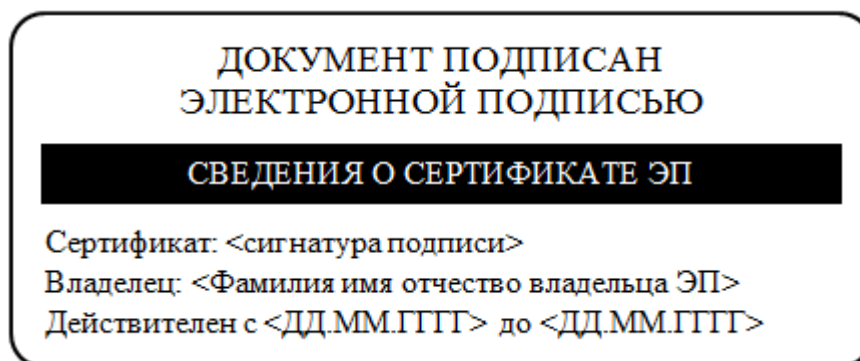 ДОКУМЕНТ ПОДПИСАН
ЭЛЕКТРОННОЙ ПОДПИСЬЮ
СВЕДЕНИЯ О СЕРТИФИКАТЕ ЭП
Сертификат: <сигнатура подписи>
Владелец: <Фамилия имя отчество владельца ЭП>
Действителен с <ДД.ММ.ГГГГ> до <ДД.ММ.ГГГГ>